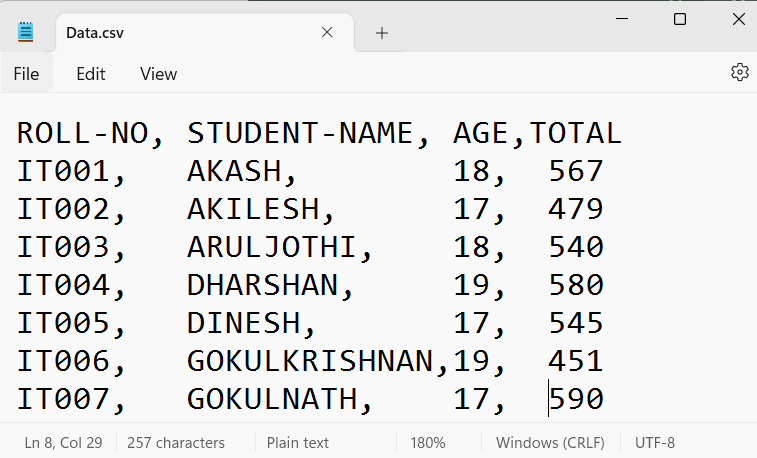 Data.csv
File Edit View
ROLL-NO, STUDENT-NAME, AGE,TOTAL
IT001, AKASH, 18, 567
IT002, AKILESH, 17, 479
IT003, ARULJOTHI, 18, 540
IT004, DHARSHAN, 19, 580
IT005, DINESH, 17, 545
IT006, GOKULKRISHNAN,19, 451
IT007, GOKULNATH, 17, 590
Ln 8, Col 29 257 characters Plain text 180% Windows (CRLF) UTF-8